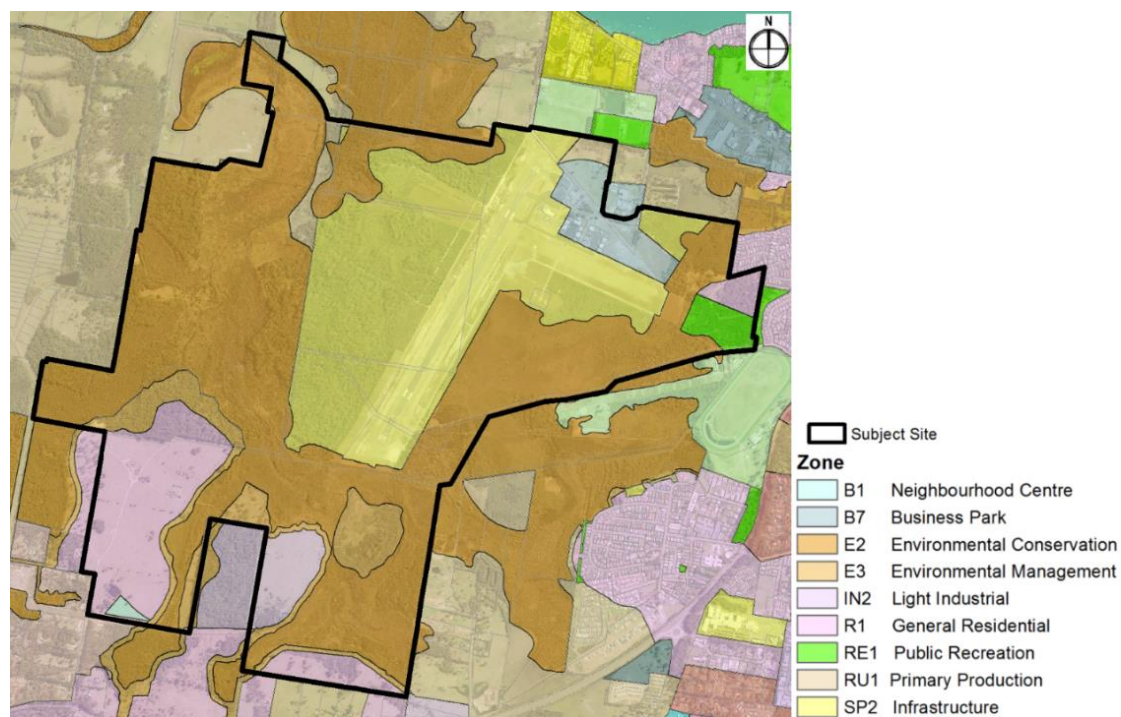 N
Subject Site
Zone
B1 Neighbourhood Centre
B7 Business Park
E2 Environmental Conservation
E3 Environmental Management
IN2 Light Industrial
R1 General Residential
RE1 Public Recreation
RU1 Primary Production
SP2 Infrastructure